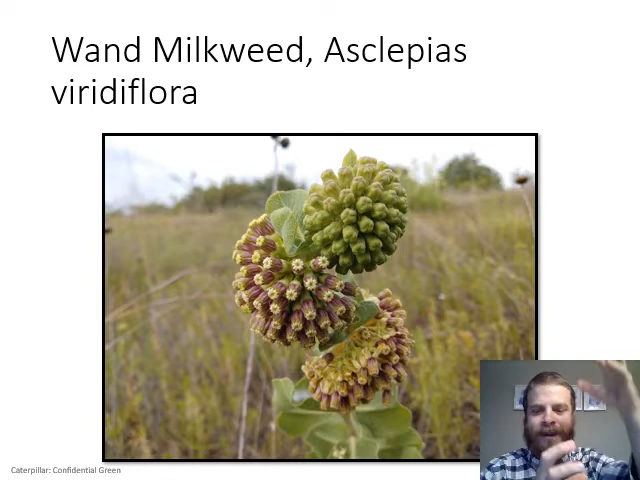 Wand Milkweed, Asclepias
viridiflora
Caterpillar: Confidential Green